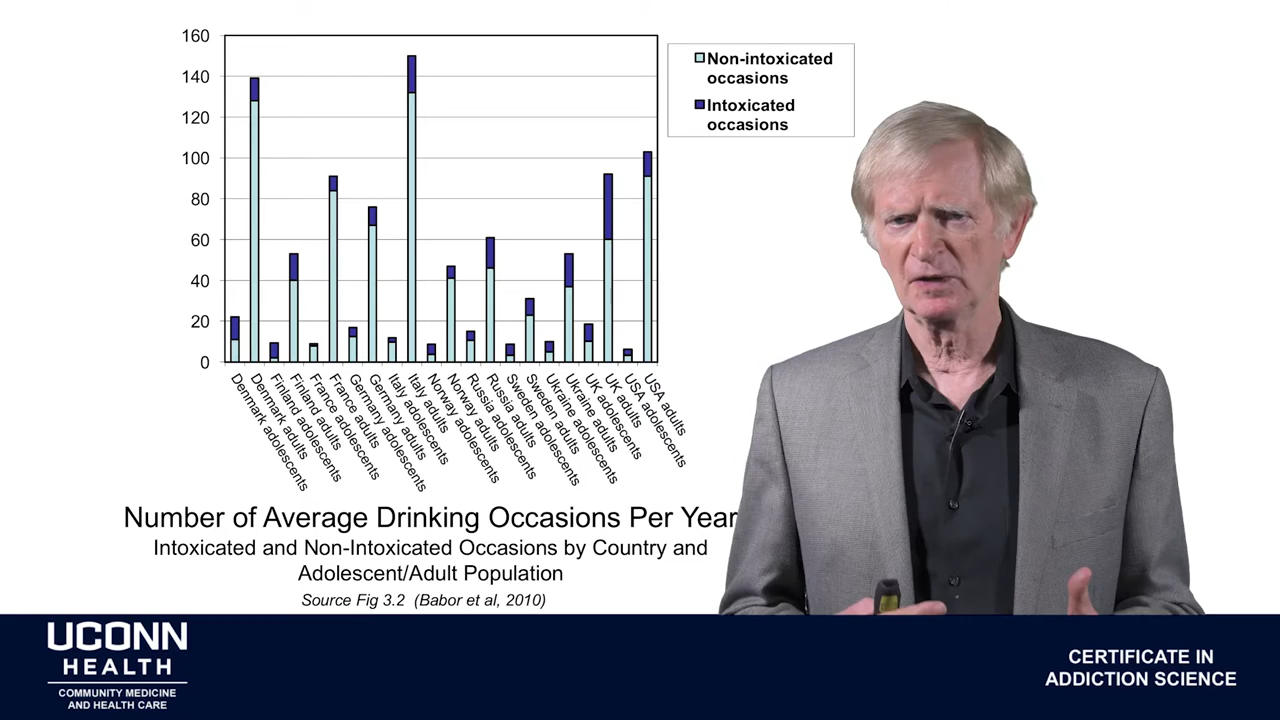 160
140
120
100
80
60
40
20
0
Non-intoxicated
occasions
Intoxicated
occasions
Denmark adolescents
Denmark adults
Finland adolescents
Finland adults
France adolescents
France adults
Germany adolescents
Germany adults
Italy adolescents
Italy adults
Norway adolescents
Norway adults
Russia adolescents
Russia adults
Sweden adolescents
Sweden adults
Ukraine adolescents
Ukraine adults
UK adolescents
UK adults
USA adolescents
USA adults
Number of Average Drinking Occasions Per Year
Intoxicated and Non-Intoxicated Occasions by Country and
Adolescent/Adult Population
Source Fig 3.2 (Babor et al, 2010)
UCONN
HEALTH
COMMUNITY MEDICINE
AND HEALTH CARE
CERTIFICATE IN
ADDICTION SCIENCE